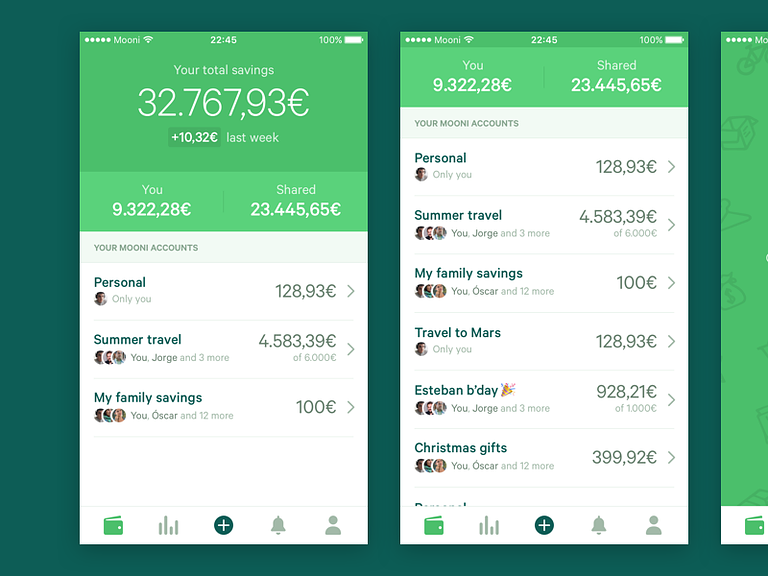 Mooni 22:45 100%
Your total savings
32.767,93€
+10,32€ last week
You Shared
9.322,28€ 23.445,65€
YOUR MOONI ACCOUNTS
Personal
Only you
128,93€
Summer travel
You, Jorge and 3 more
4.583,39€
of 6.000€
My family savings
You, Óscar and 12 more
100€
Mooni 22:45 100%
You Shared
9.322,28€ 23.445,65€
YOUR MOONI ACCOUNTS
Personal
Only you
128,93€
Summer travel
You, Jorge and 3 more
4.583,39€
of 6.000€
My family savings
You, Óscar and 12 more
100€
Travel to Mars
Only you
128,93€
Esteban b’day🎉
You, Jorge and 3 more
928,21€
of 1.000€
Christmas gifts
You, Óscar and 12 more
399,92€